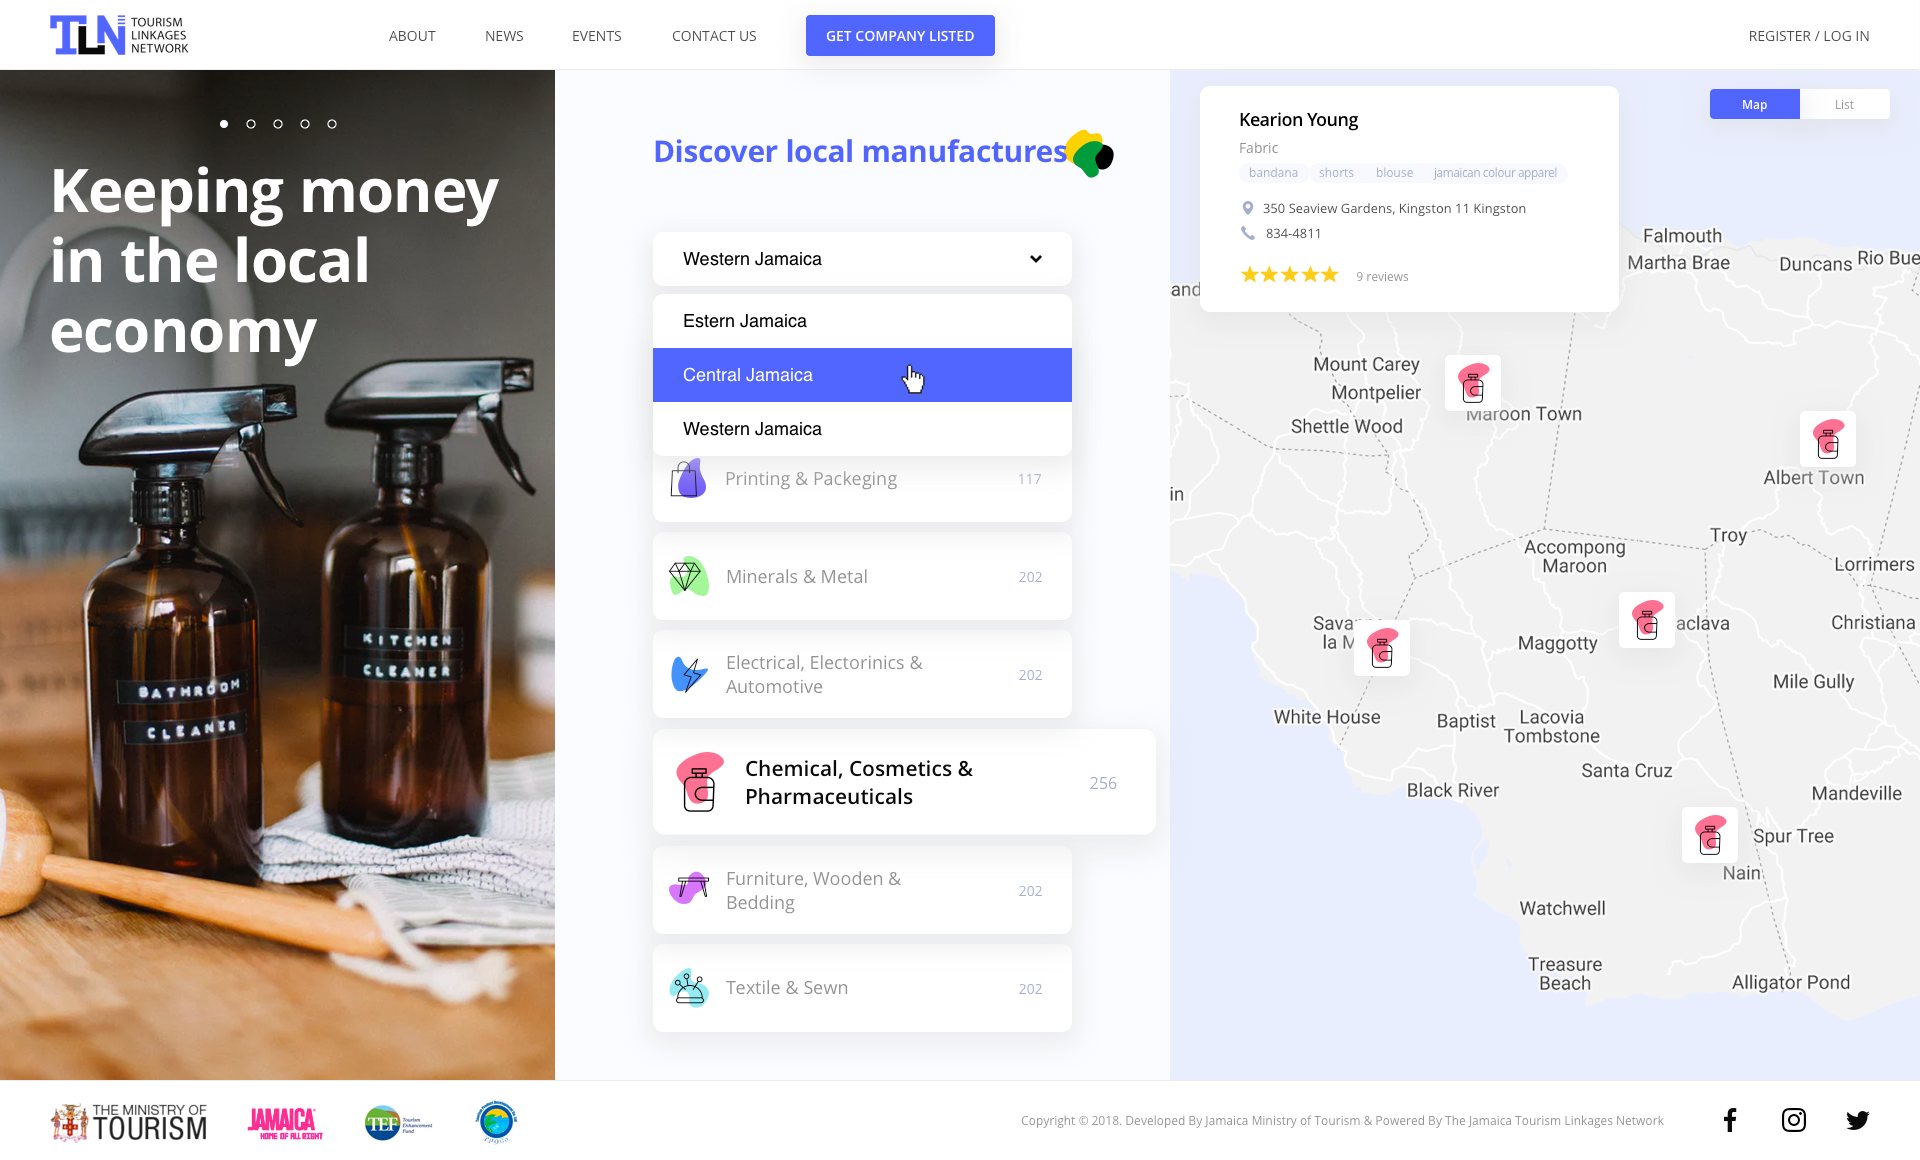 TLN
TOURISM
LINKAGES
NETWORK
ABOUT
NEWS
EVENTS
CONTACT US
GET COMPANY LISTED
REGISTER / LOG IN
Keeping money
in the local
economy
KITCHEN
CLEANER
BATHROOM
CLEANER
Discover local manufactures
Western Jamaica
Estern Jamaica
Central Jamaica
Western Jamaica
Printing & Packeging
117
Minerals & Metal
202
Electrical, Electorinics &
Automotive
202
Chemical, Cosmetics &
Pharmaceuticals
256
Furniture, Wooden &
Bedding
202
Textile & Sewn
202
Kearion Young
Fabric
bandana
shorts
blouse
jamaican colour apparel
350 Seaview Gardens, Kingston 11 Kingston
834-4811
9 reviews
Map
List
Falmouth
Martha Brae
Duncans
Rio Bue
and
Mount Carey
Montpelier
Shettle Wood
Maroon Town
Albert Town
in
Troy
Accompong
Maroon
Lorrimers
Sava
la M
aclava
Christiana
Maggotty
Mile Gully
White House
Baptist
Lacovia
Tombstone
Santa Cruz
Black River
Mandeville
Spur Tree
Nain
Watchwell
Treasure
Beach
Alligator Pond
THE MINISTRY OF
TOURISM
JAMAICA
HOME OF ALL RIGHT
TEF
Tourism
Enhancement
Fund
Copyright © 2018. Developed By Jamaica Ministry of Tourism & Powered By The Jamaica Tourism Linkages Network